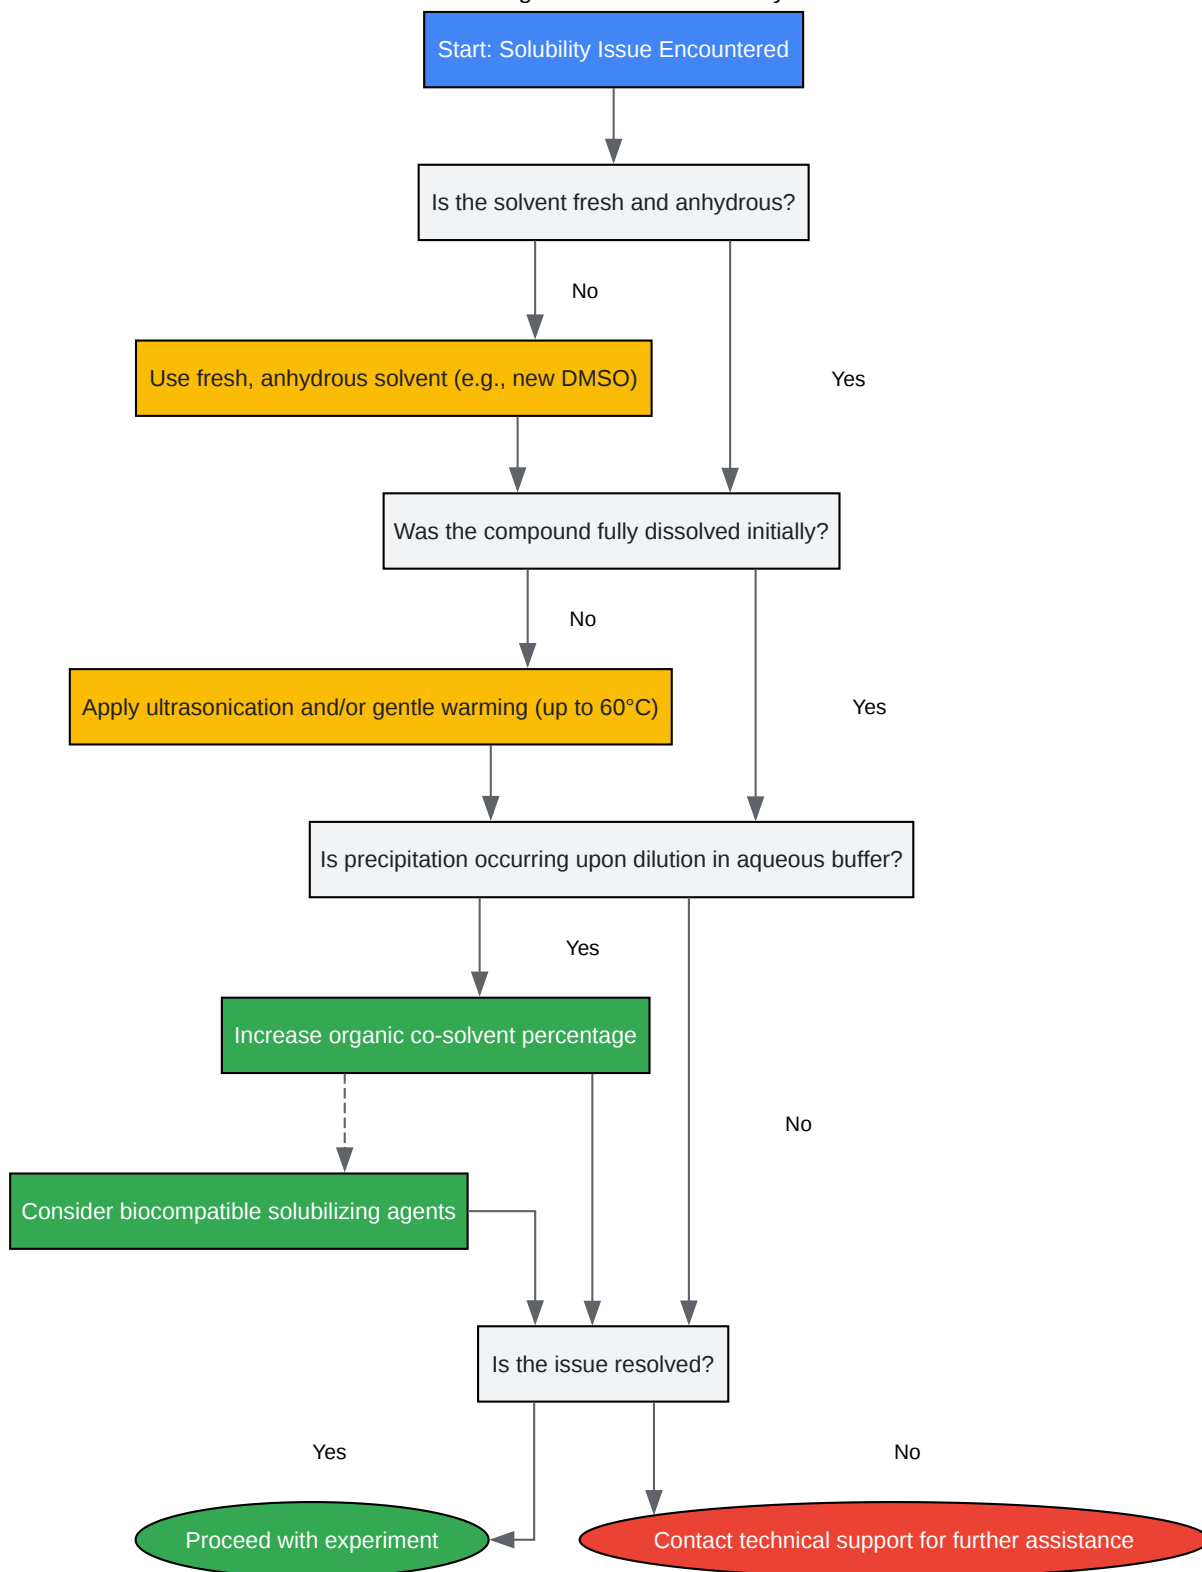 Start: Solubility Issue Encountered
Is the solvent fresh and anhydrous?
No
Use fresh, anhydrous solvent (e.g., new DMSO)
Yes
Was the compound fully dissolved initially?
No
Apply ultrasonication and/or gentle warming (up to 60°C)
Yes
Is precipitation occurring upon dilution in aqueous buffer?
Yes
Increase organic co-solvent percentage
No
Consider biocompatible solubilizing agents
Is the issue resolved?
Yes
No
Proceed with experiment
Contact technical support for further assistance